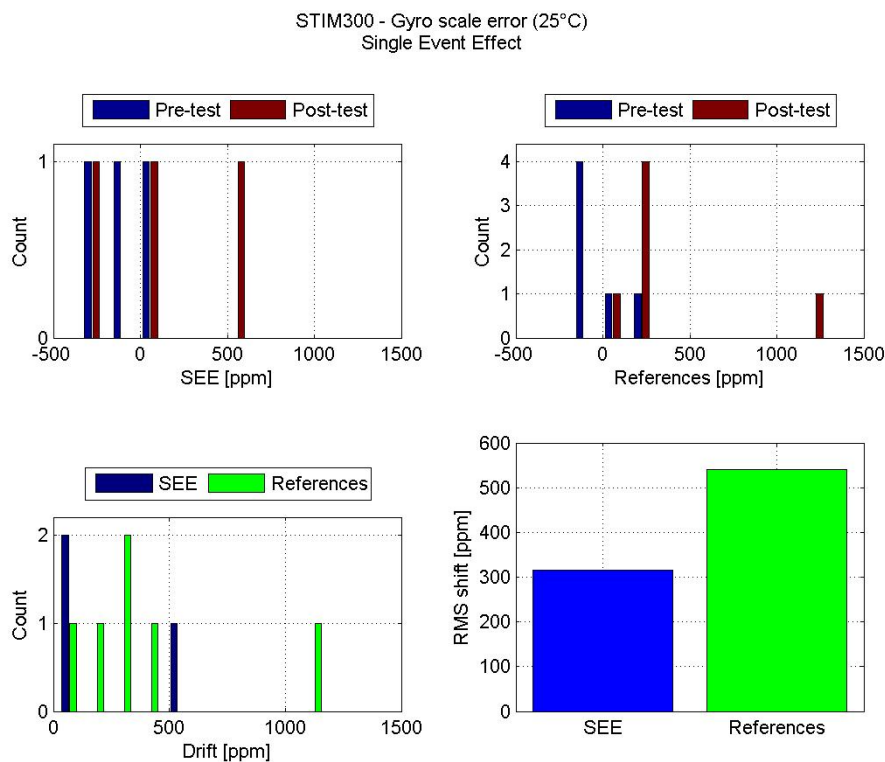 STIM300 - Gyro scale error (25°C)
Single Event Effect
Pre-test Post-test
1
0
Count
-500 0 500 1000 1500
SEE [ppm]
Pre-test Post-test
4
3
2
1
0
Count
-500 0 500 1000 1500
References [ppm]
SEE References
2
1
0
Count
0 500 1000 1500
Drift [ppm]
600
500
400
300
200
100
0
RMS shift [ppm]
SEE References